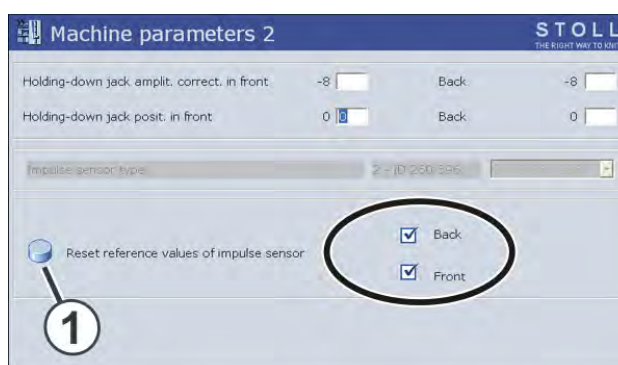 Machine parameters 2
STOLL
THE RIGHT WAY TO KNIT
Holding-down jack amplit. correct. in front -8 Back -8
Holding-down jack posit. in front 0 0 Back 0
Impulse sensor type 2 - ID 260 396
Reset reference values of impulse sensor
Back
Front
1